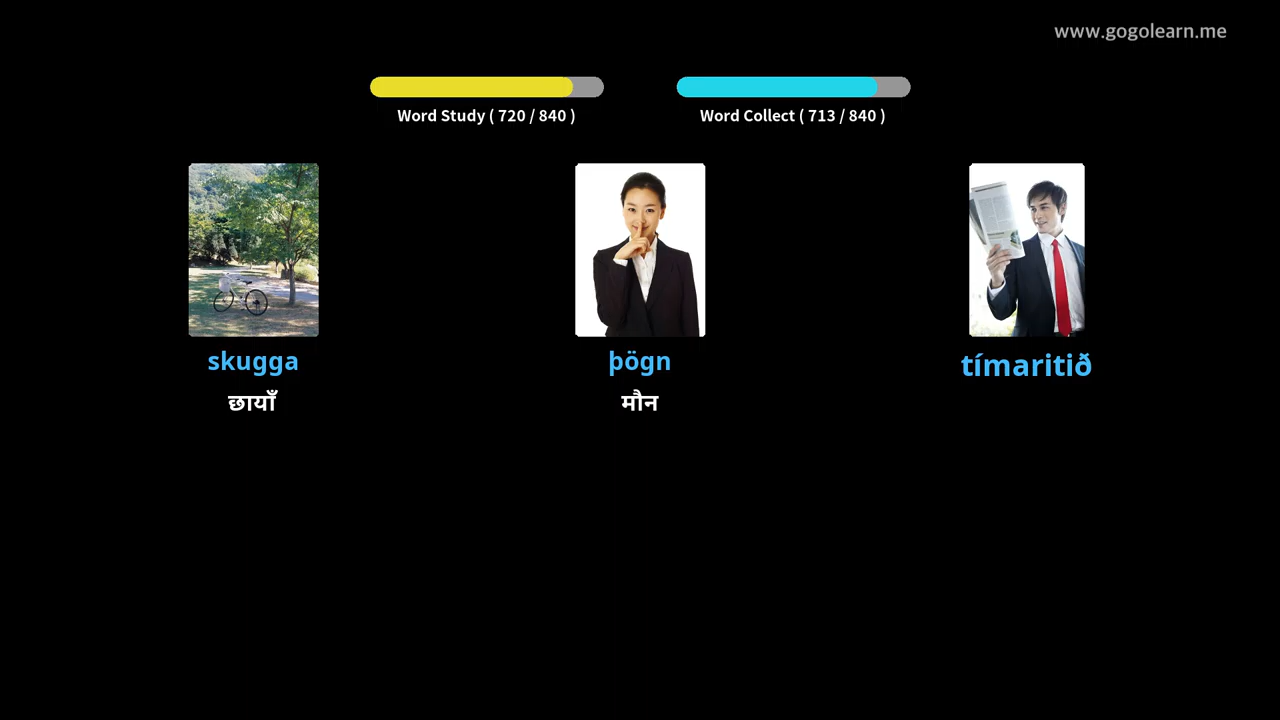 www.gogolearn.me
Word Study ( 720 / 840 )
Word Collect ( 713 / 840 )
skugga
þögn
tímaritið
छायाँ
मौन